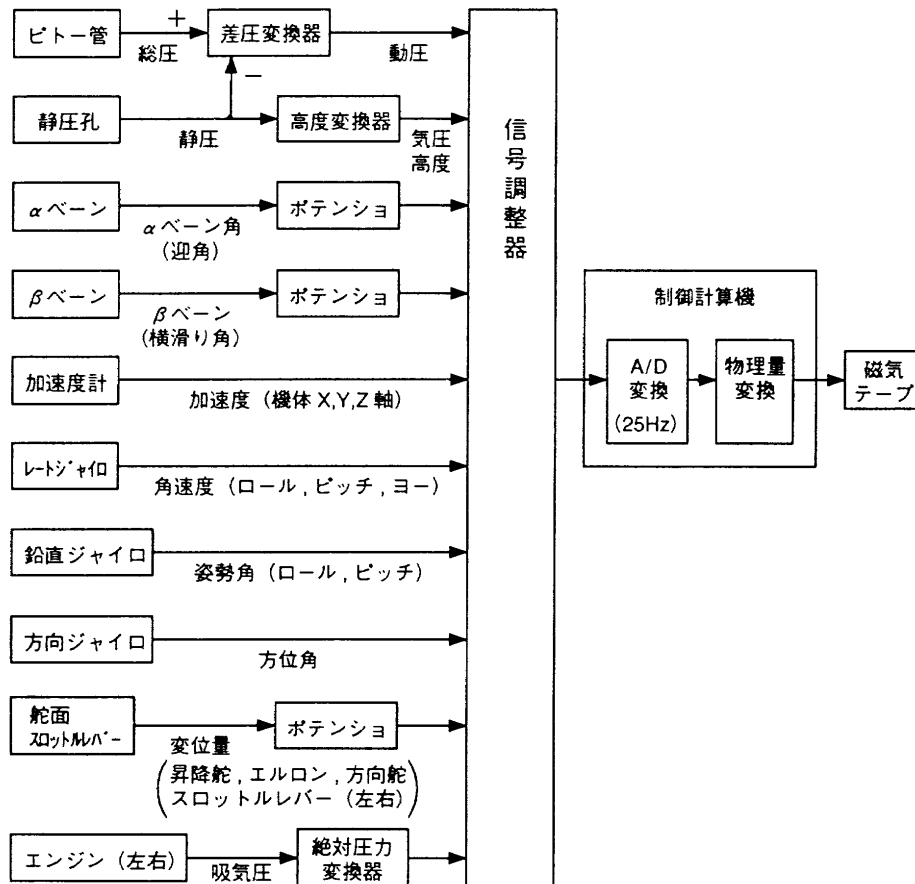 ピトー管
+
総圧
差圧変換器
動圧
−
静圧孔
静圧
高度変換器
気圧
高度
αベーン
αベーン角
(迎角)
ポテンショ
βベーン
βベーン
(横滑り角)
ポテンショ
加速度計
加速度 (機体 X,Y,Z 軸)
レートジャイロ
角速度 (ロール , ピッチ , ヨー)
鉛直ジャイロ
姿勢角 (ロール , ピッチ)
方向ジャイロ
方位角
舵面
スロットルレバー
変位量
(昇降舵 , エルロン , 方向舵
スロットルレバー (左右))
ポテンショ
エンジン (左右)
吸気圧
絶対圧力
変換器
信号調整器
制御計算機
A/D
変換
(25Hz)
物理量
変換
磁気
テープ